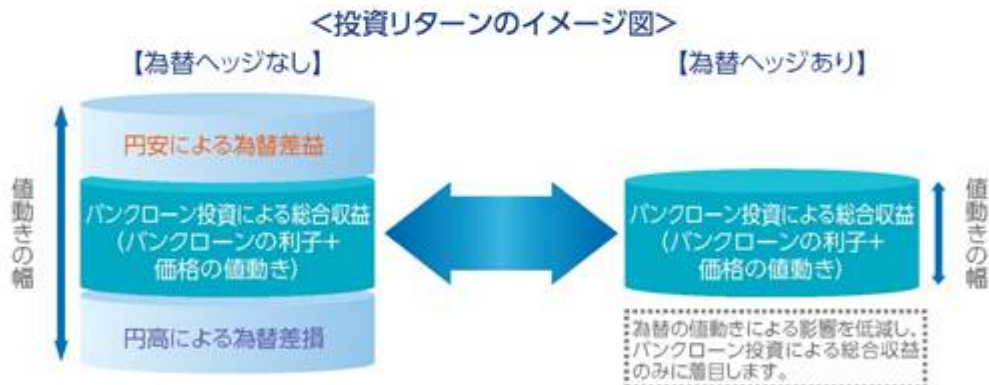 ＜投資リターンのイメージ図＞
【為替ヘッジなし】
値動きの幅
円安による為替差益
バンクローン投資による総合収益
(バンクローンの利子+
価格の値動き)
円高による為替差損
【為替ヘッジあり】
バンクローン投資による総合収益
(バンクローンの利子+
価格の値動き)
値動きの幅
為替の値動きによる影響を低減し、
バンクローン投資による総合収益
のみに着目します。